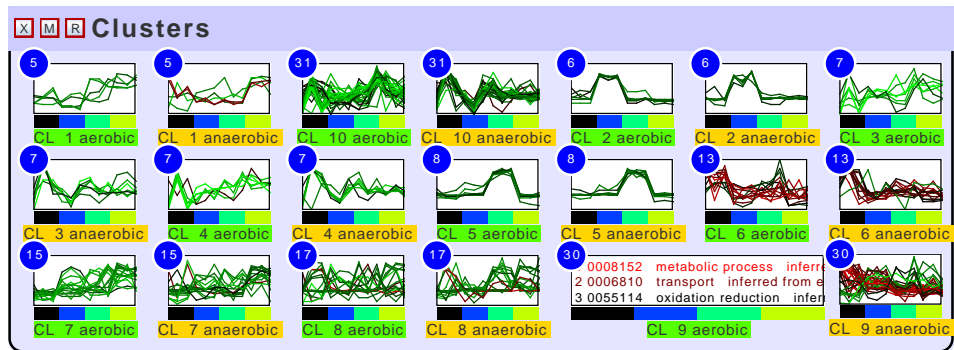 X M R Clusters
5 5 31 31 6 6 7
CL 1 aerobic CL 1 anaerobic CL 10 aerobic CL 10 anaerobic CL 2 aerobic CL 2 anaerobic CL 3 aerobic
7 7 7 8 8 13 13
CL 3 anaerobic CL 4 aerobic CL 4 anaerobic CL 5 aerobic CL 5 anaerobic CL 6 aerobic CL 6 anaerobic
15 15 17 17 30 30
1 0008152 metabolic process inferre
2 0006810 transport inferred from e
3 0055114 oxidation reduction infer
CL 7 aerobic CL 7 anaerobic CL 8 aerobic CL 8 anaerobic CL 9 aerobic CL 9 anaerobic